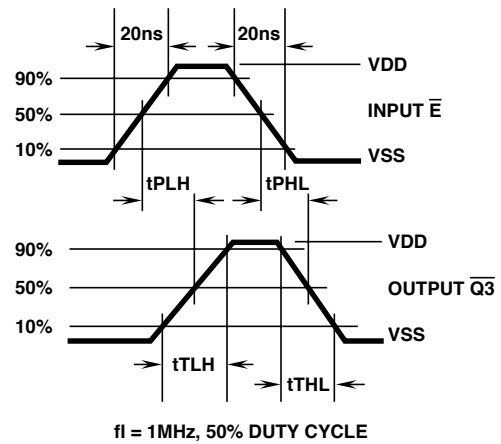 20ns 20ns
VDD
90%
50% INPUT E̅
10% VSS
tPLH tPHL
VDD
90%
50% OUTPUT Q̅3̅
10% VSS
tTLH tTHL
fI = 1MHz, 50% DUTY CYCLE